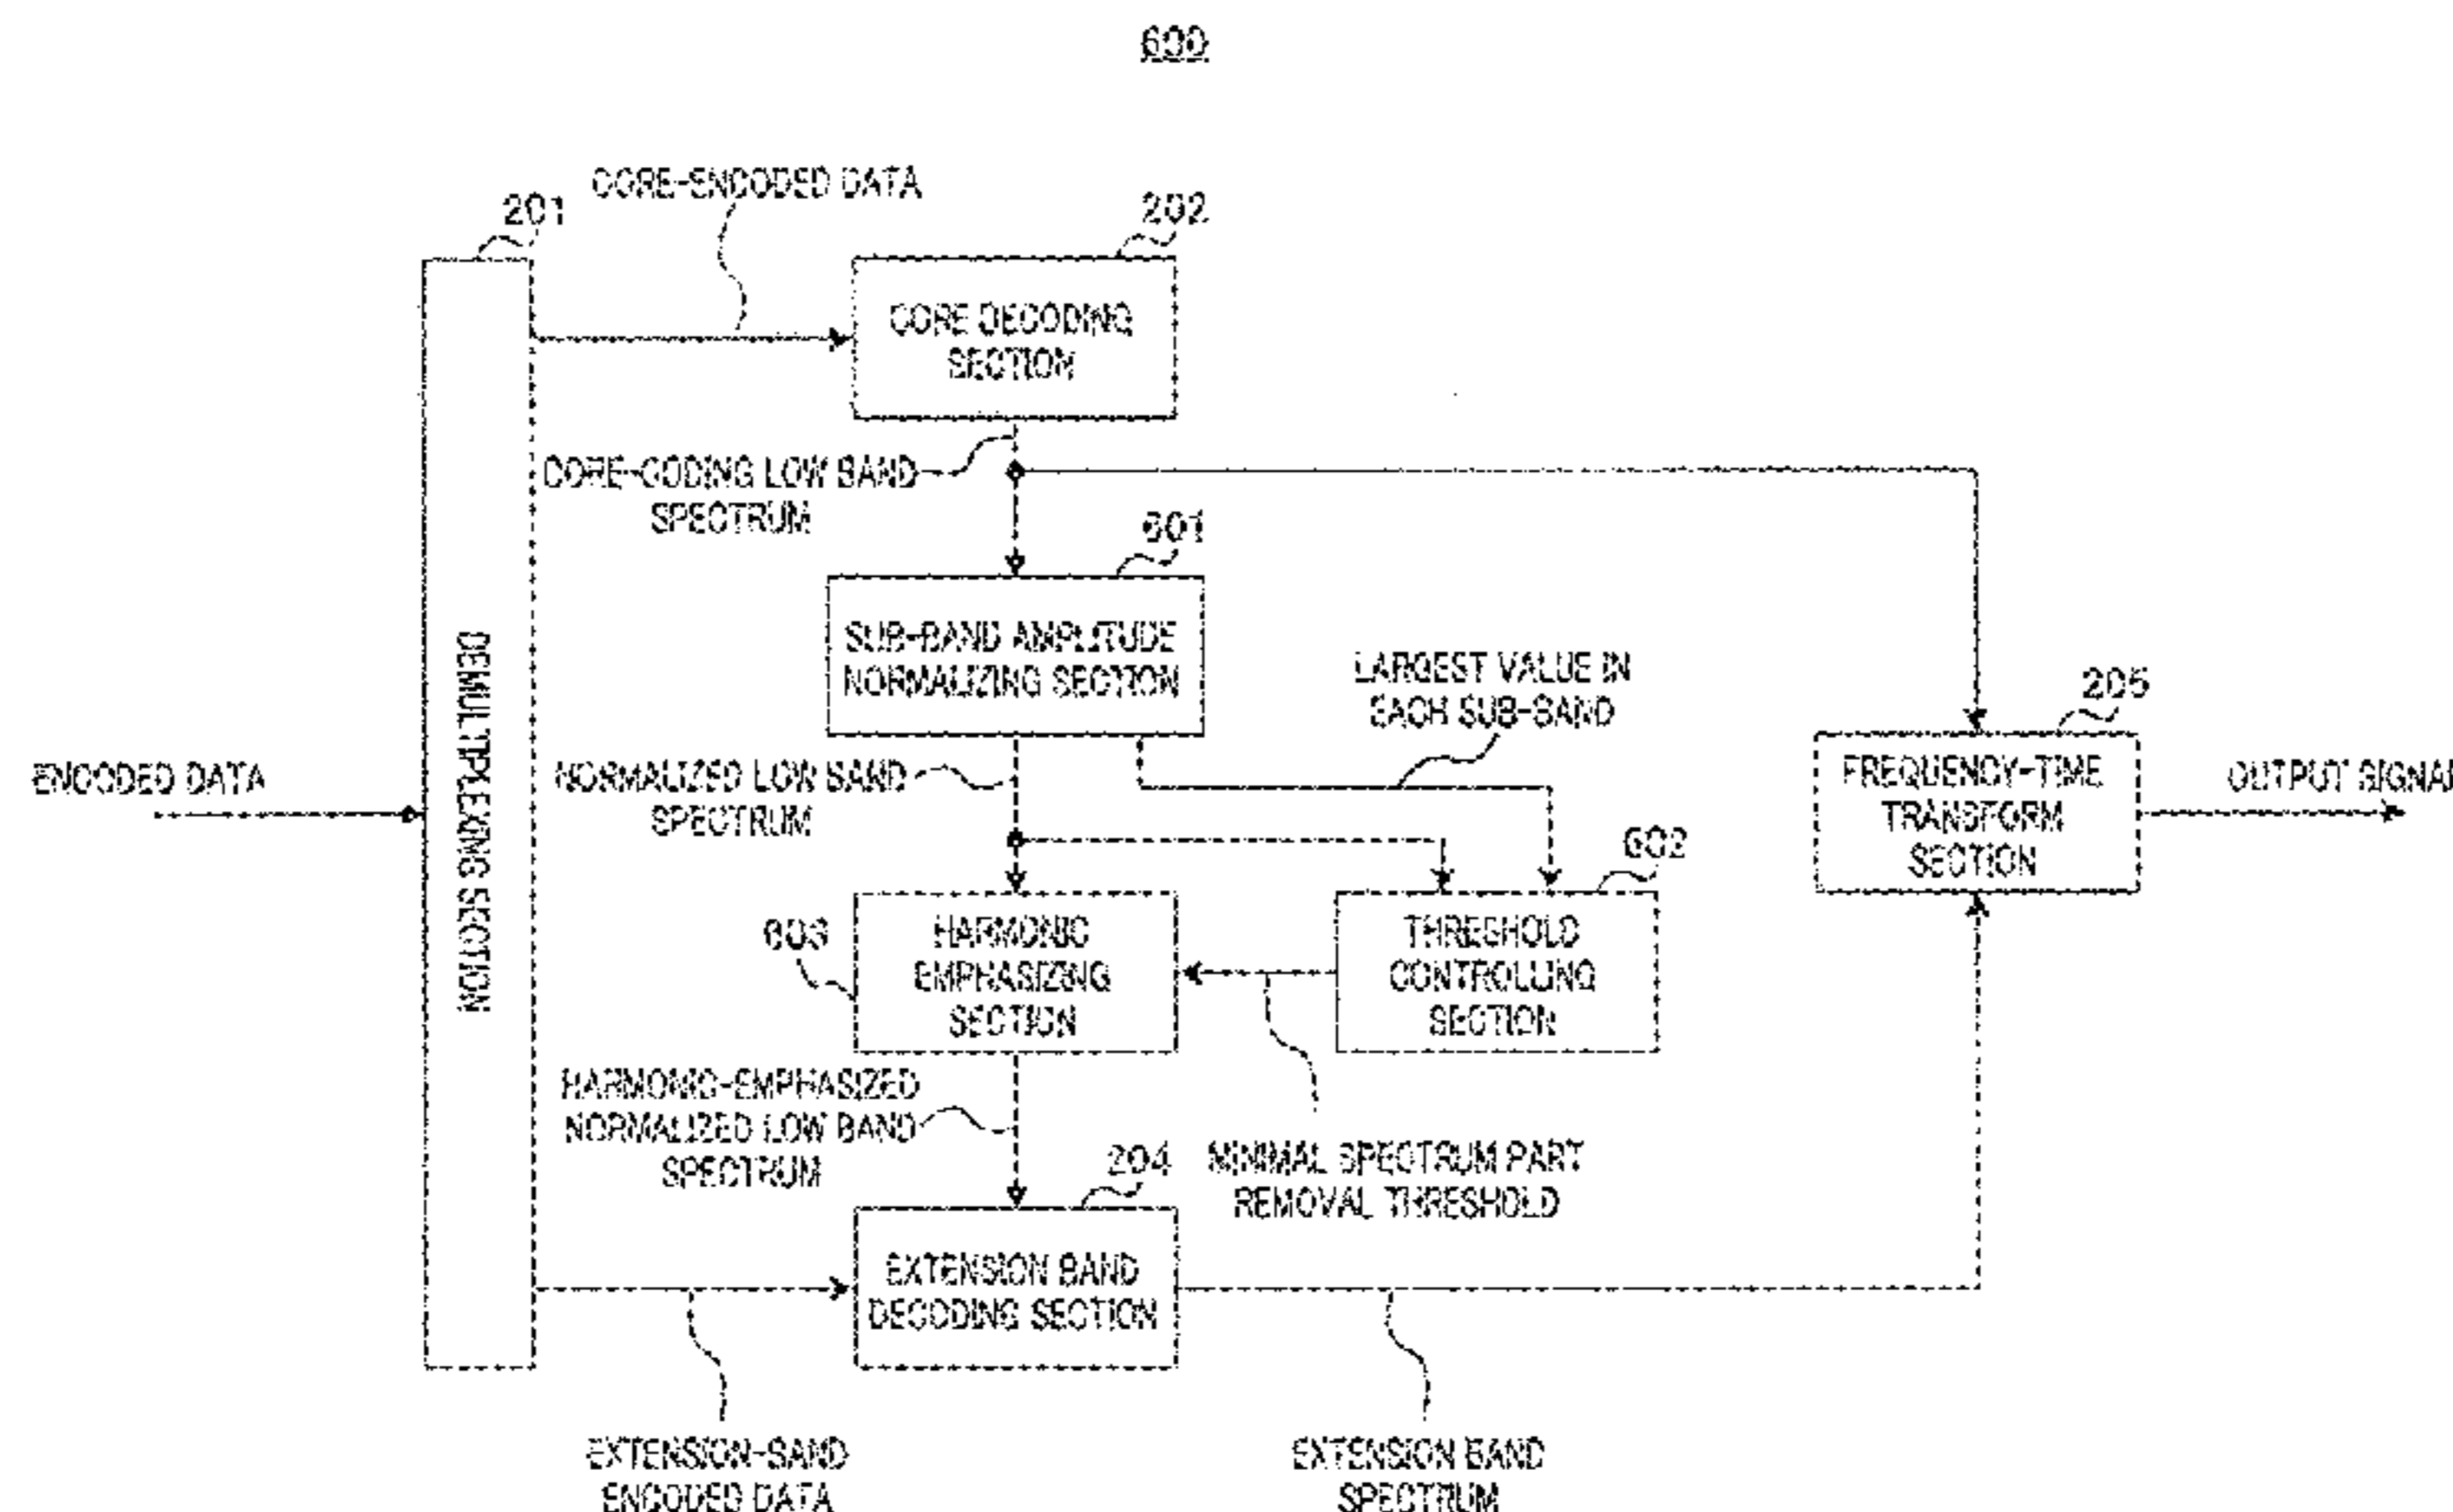 600
CORE-ENCODED DATA
201
202
CORE DECODING
SECTION
CORE-CODING LOW BAND
SPECTRUM
601
SUB-BAND AMPLITUDE
NORMALIZING SECTION
LARGEST VALUE IN
EACH SUB-BAND
205
DEMULTIPLEXING SECTION
ENCODED DATA
NORMALIZED LOW BAND
SPECTRUM
FREQUENCY-TIME
TRANSFORM
SECTION
OUTPUT SIGNAL
602
603
HARMONIC
EMPHASIZING
SECTION
THRESHOLD
CONTROLLING
SECTION
HARMONIC-EMPHASIZED
NORMALIZED LOW BAND
SPECTRUM
204
MINIMAL SPECTRUM PART
REMOVAL THRESHOLD
EXTENSION BAND
DECODING SECTION
EXTENSION-BAND
ENCODED DATA
EXTENSION BAND
SPECTRUM